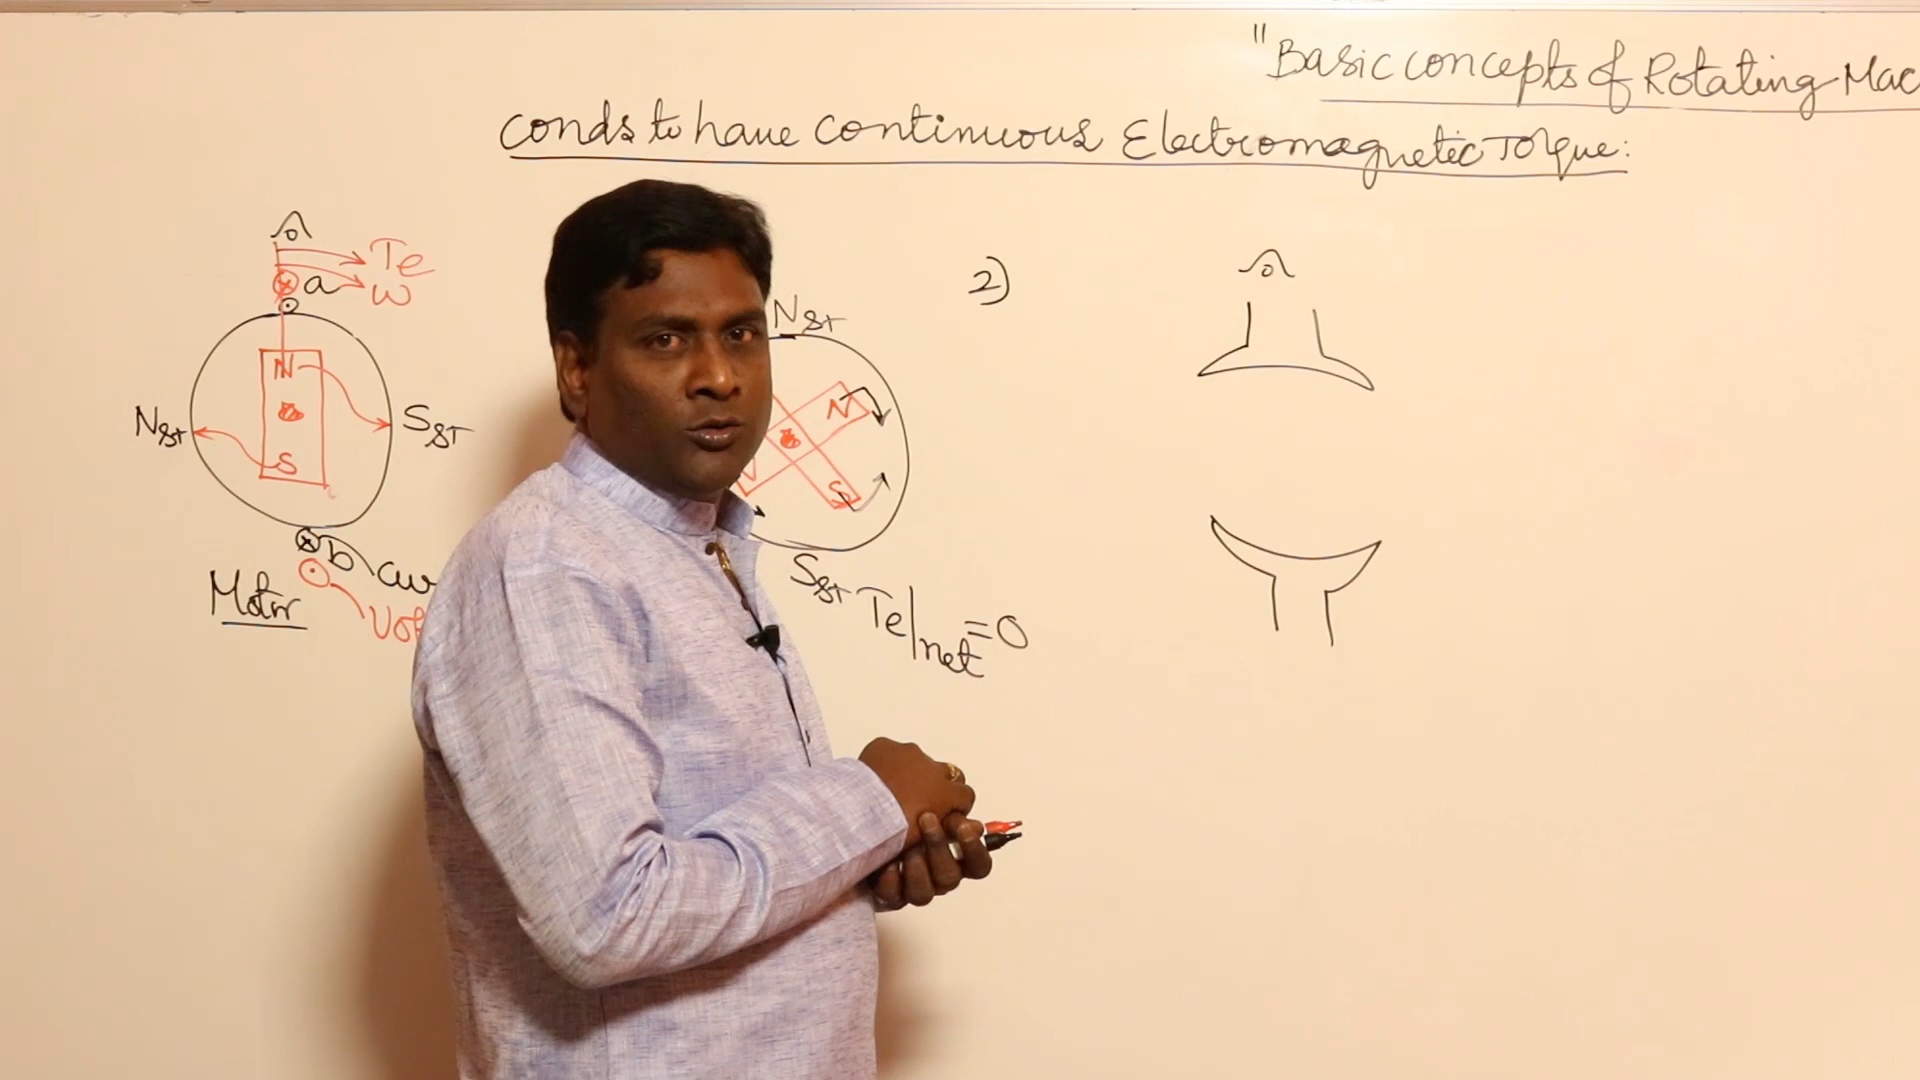 "Basic concepts of Rotating Mac
conds to have continuous Electromagnetic Torque:
Te
a
w
N
Nst
Sst
S
b
cw
Motor
Nst
N
S
Sst
Te|net=0
2)